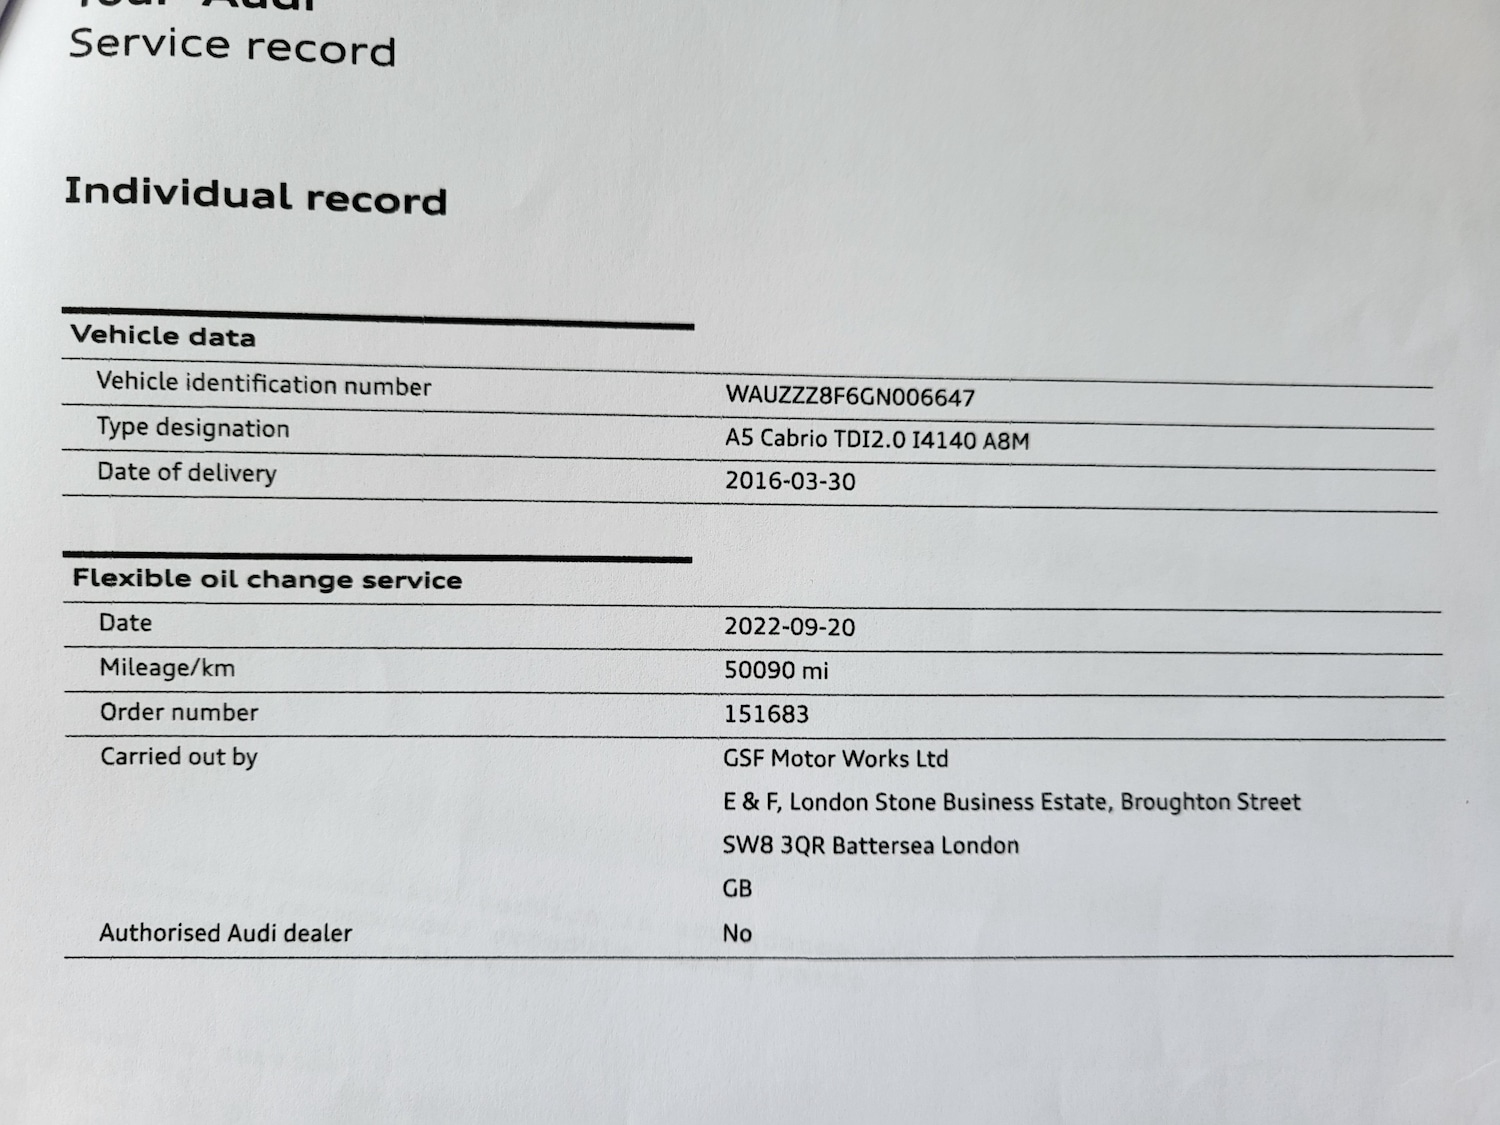 Your Audi
Service record
Individual record
Vehicle data
Vehicle identification number WAUZZZ8F6GN006647
Type designation A5 Cabrio TDI2.0 I4140 A8M
Date of delivery 2016-03-30
Flexible oil change service
Date 2022-09-20
Mileage/km 50090 mi
Order number 151683
Carried out by GSF Motor Works Ltd
E & F, London Stone Business Estate, Broughton Street
SW8 3QR Battersea London
GB
Authorised Audi dealer No